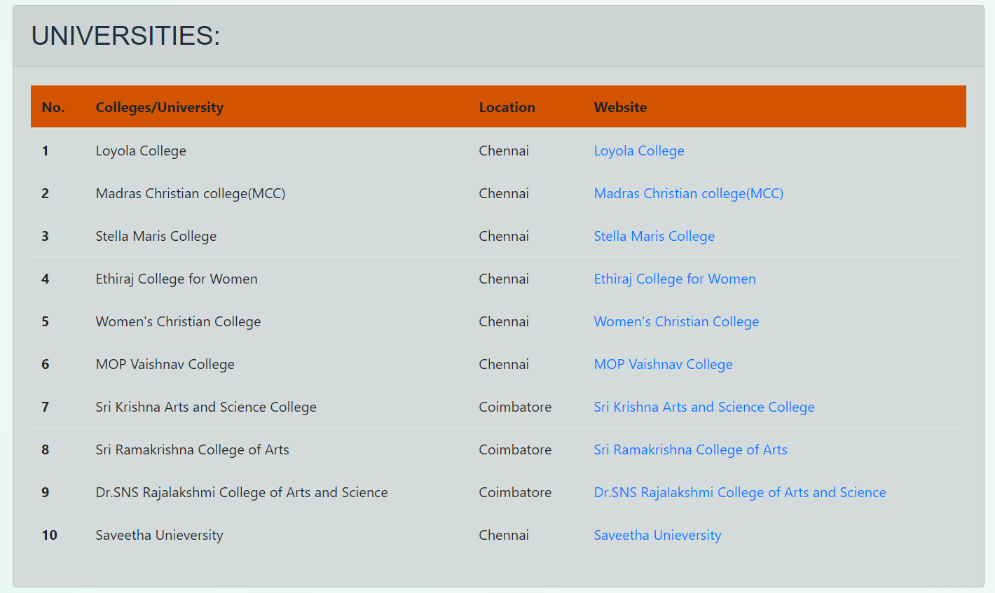 UNIVERSITIES:
No. Colleges/University Location Website
1 Loyola College Chennai Loyola College
2 Madras Christian college(MCC) Chennai Madras Christian college(MCC)
3 Stella Maris College Chennai Stella Maris College
4 Ethiraj College for Women Chennai Ethiraj College for Women
5 Women's Christian College Chennai Women's Christian College
6 MOP Vaishnav College Chennai MOP Vaishnav College
7 Sri Krishna Arts and Science College Coimbatore Sri Krishna Arts and Science College
8 Sri Ramakrishna College of Arts Coimbatore Sri Ramakrishna College of Arts
9 Dr.SNS Rajalakshmi College of Arts and Science Coimbatore Dr.SNS Rajalakshmi College of Arts and Science
10 Saveetha Unieversity Chennai Saveetha Unieversity